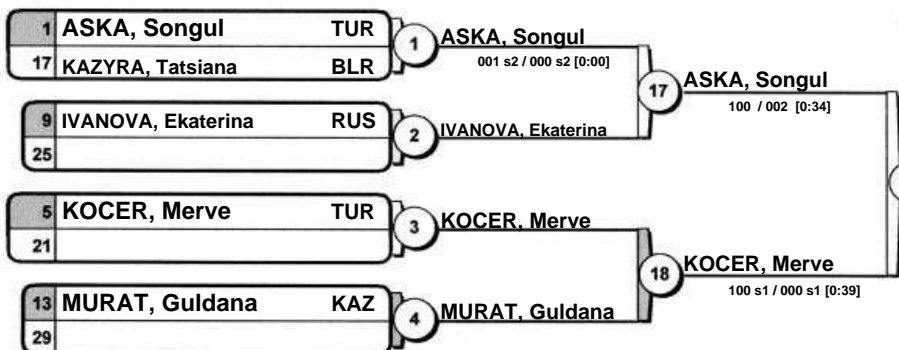 1 ASKA, Songul TUR
17 KAZYRA, Tatsiana BLR
1
ASKA, Songul
001 s2 / 000 s2 [0:00]
9 IVANOVA, Ekaterina RUS
25
2
IVANOVA, Ekaterina
17
ASKA, Songul
100 / 002 [0:34]
5 KOCER, Merve TUR
21
3
KOCER, Merve
13 MURAT, Guldana KAZ
29
4
MURAT, Guldana
18
KOCER, Merve
100 s1 / 000 s1 [0:39]